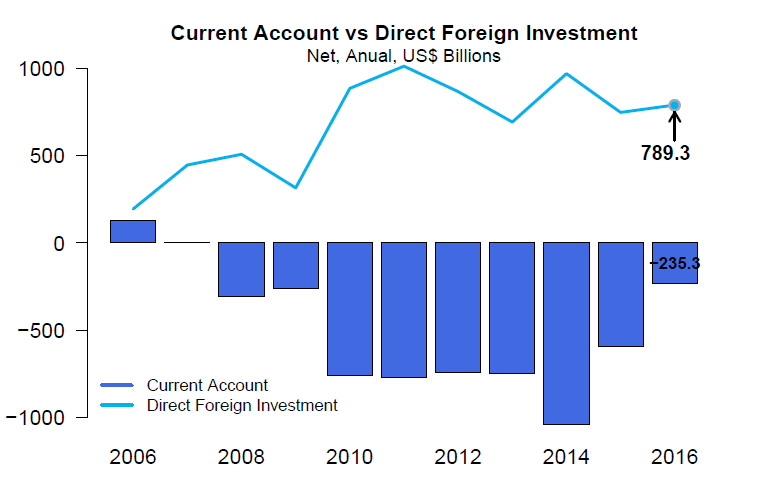 Current Account vs Direct Foreign Investment
Net, Anual, US$ Billions
1000
500
0
−500
−1000
789.3
−235.3
Current Account
Direct Foreign Investment
2006 2008 2010 2012 2014 2016